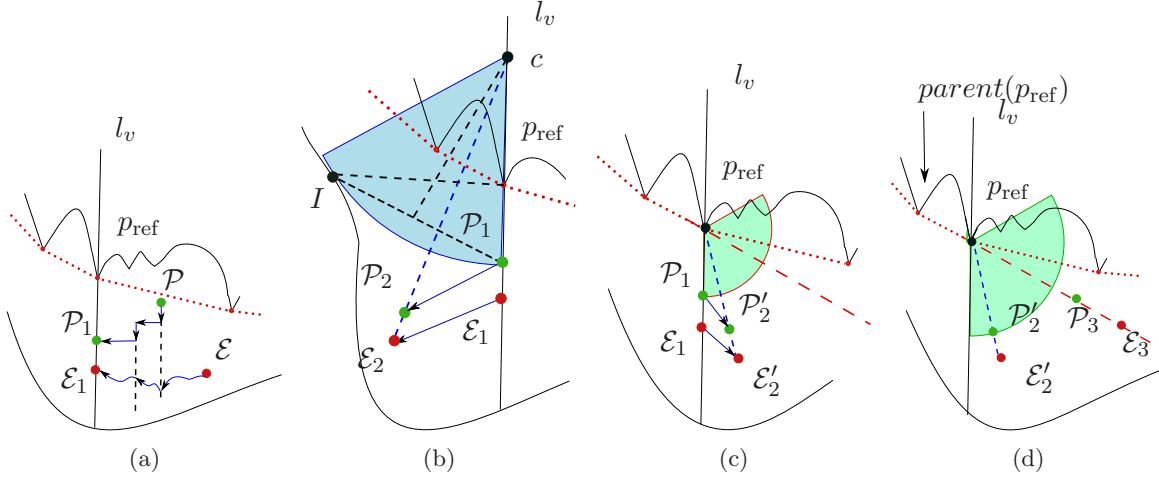 l_v
p_ref
𝒫
𝒫_1
ℰ
ℰ_1
(a)
l_v
c
p_ref
I
𝒫_1
𝒫_2
ℰ_1
ℰ_2
(b)
l_v
p_ref
𝒫_1
𝒫'_2
ℰ_1
ℰ'_2
(c)
parent(p_ref)
l_v
p_ref
𝒫'_2
𝒫_3
ℰ_3
ℰ'_2
(d)